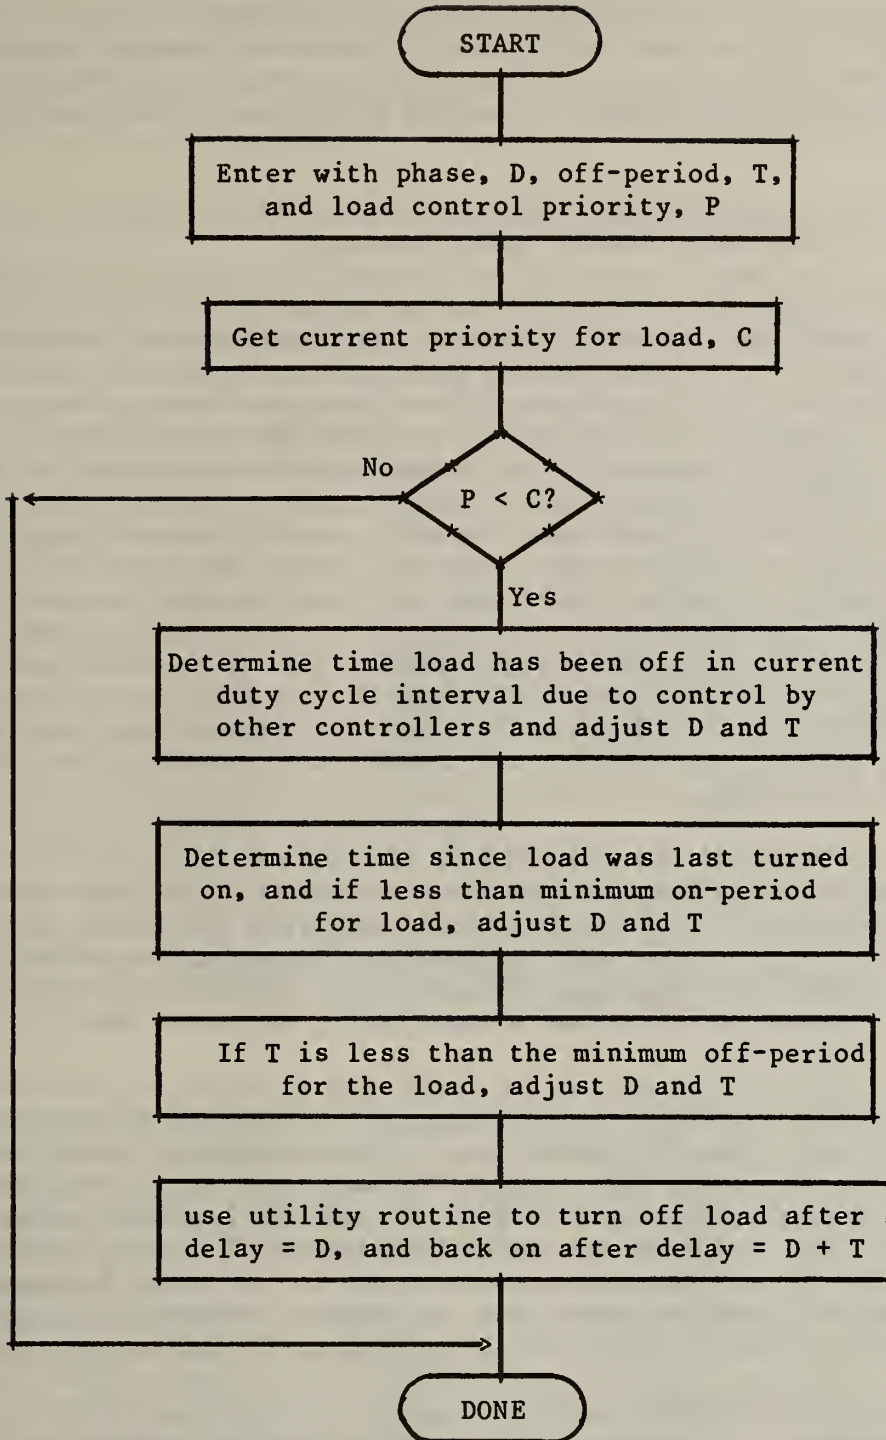 START
Enter with phase, D, off-period, T,
and load control priority, P
Get current priority for load, C
No
P < C?
Yes
Determine time load has been off in current
duty cycle interval due to control by
other controllers and adjust D and T
Determine time since load was last turned
on, and if less than minimum on-period
for load, adjust D and T
If T is less than the minimum off-period
for the load, adjust D and T
use utility routine to turn off load after
delay = D, and back on after delay = D + T
DONE